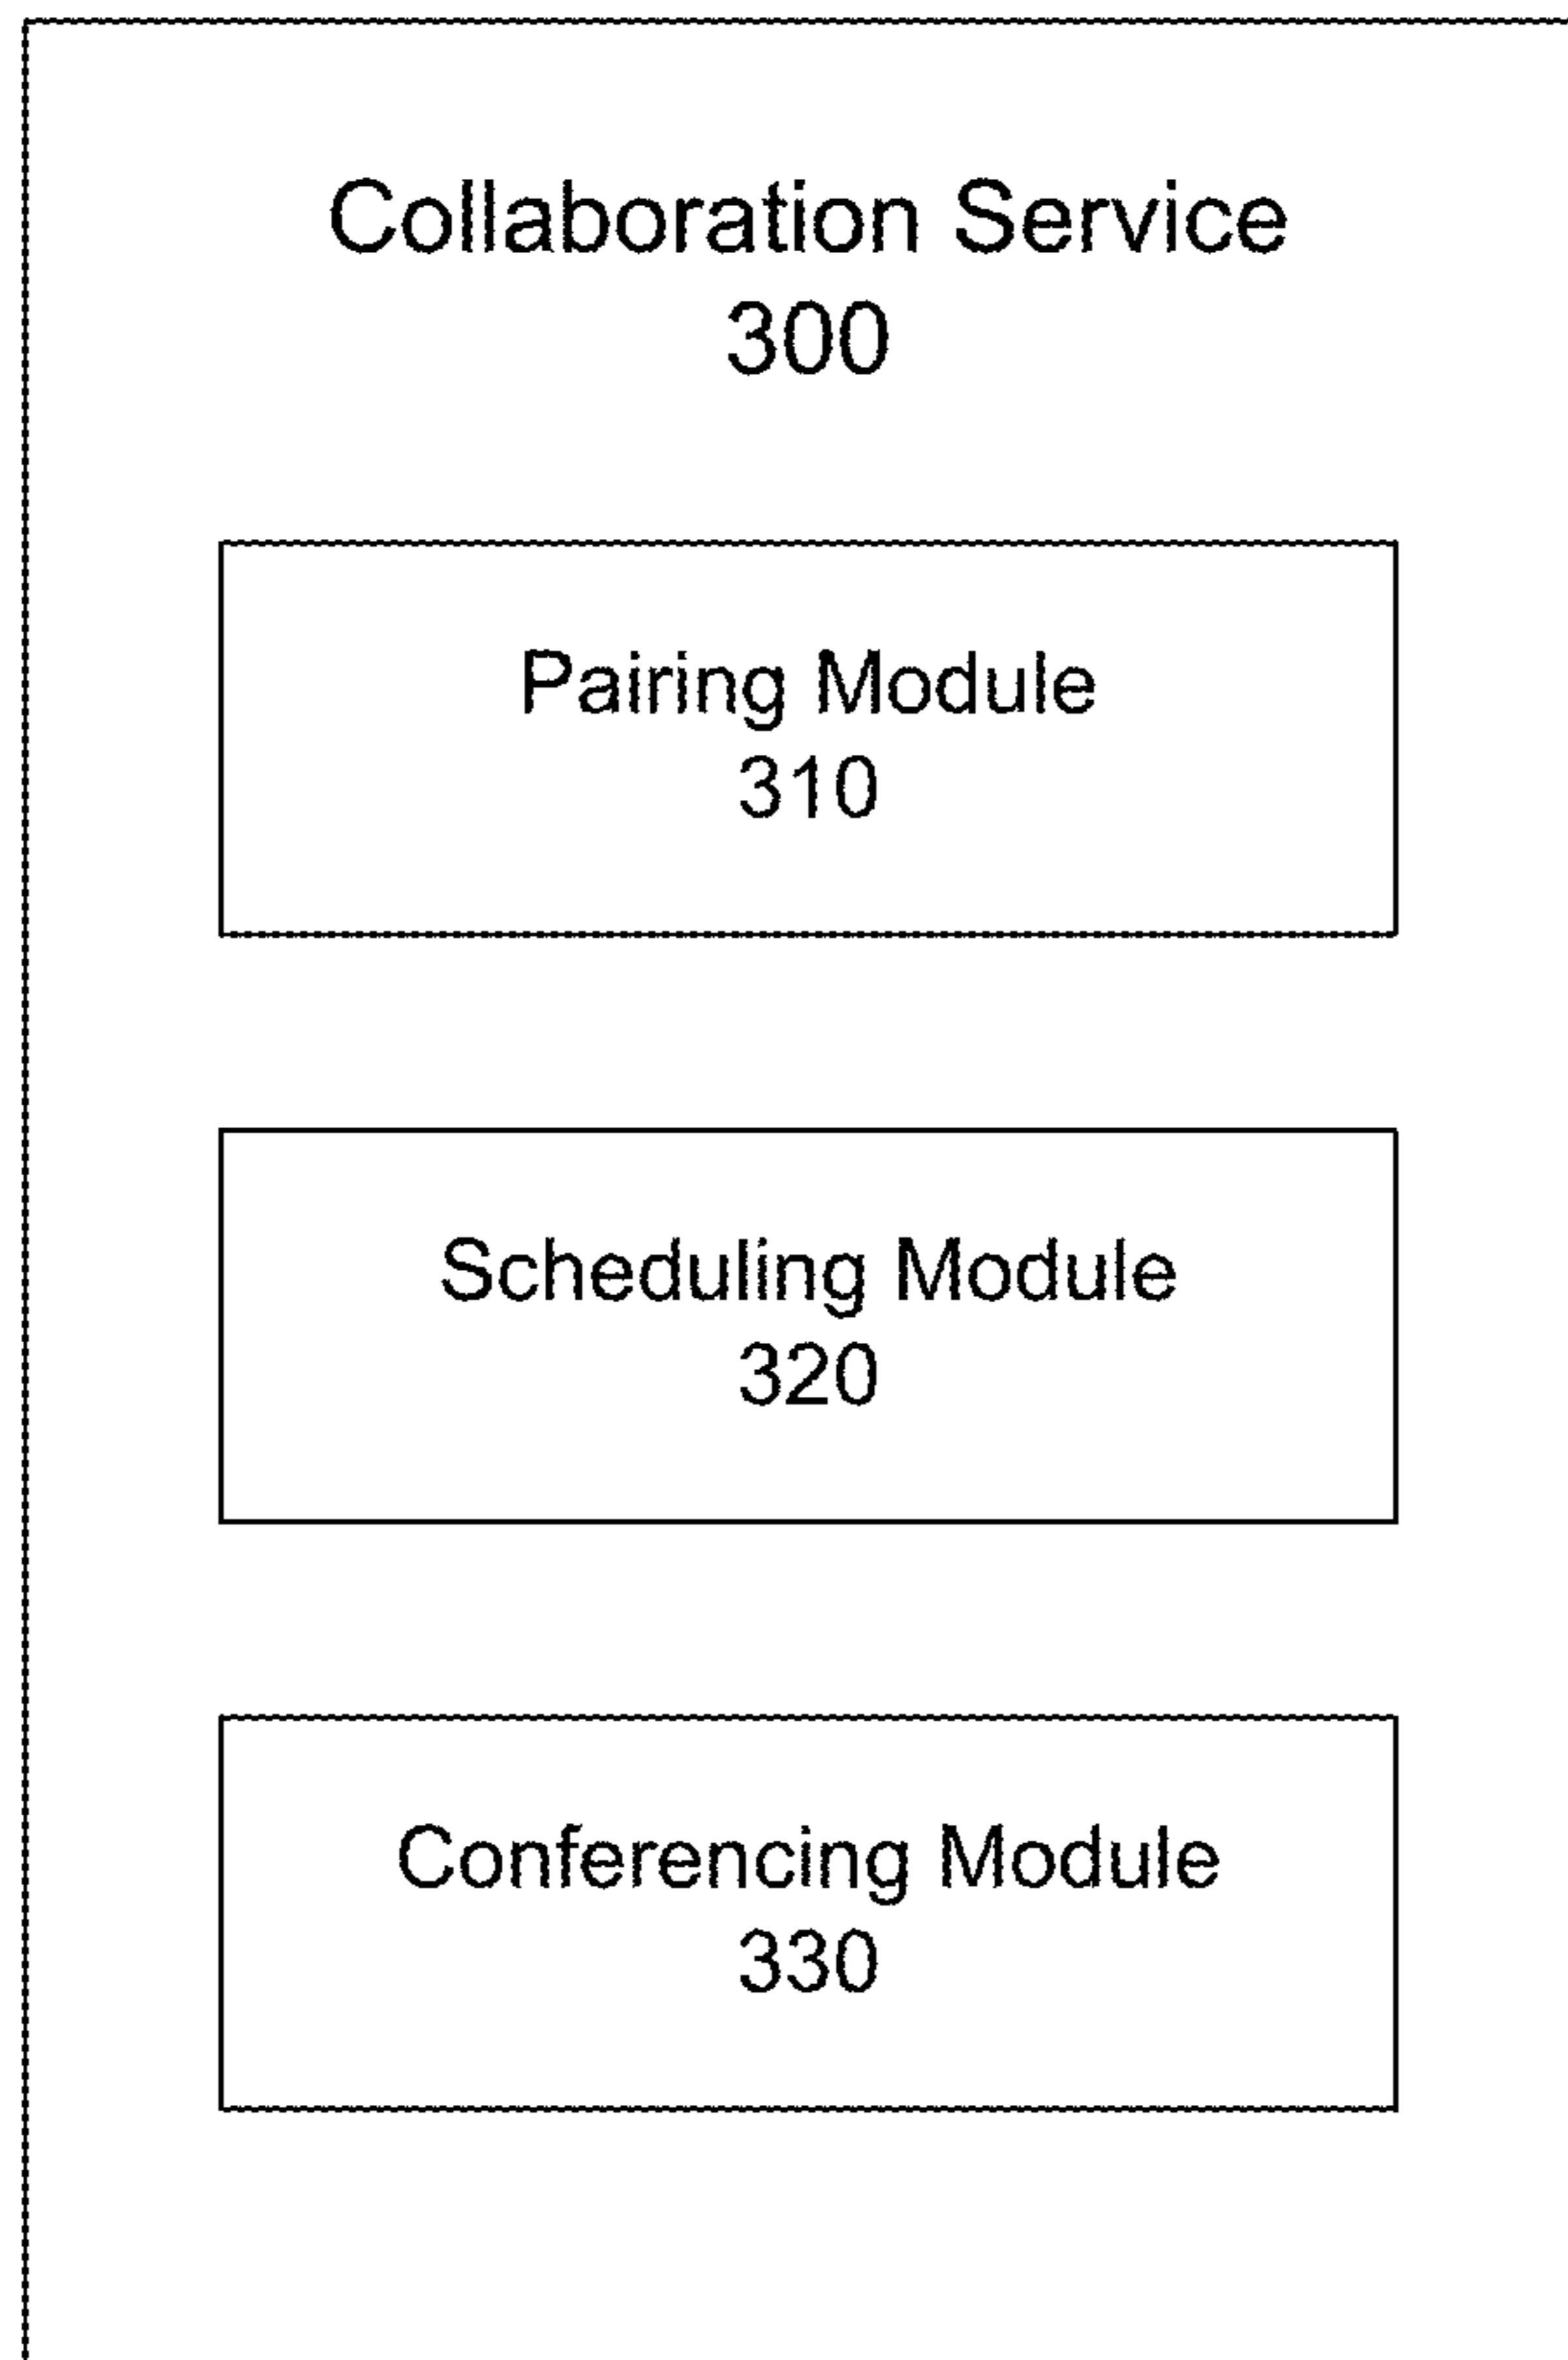 Collaboration Service
300
Pairing Module
310
Scheduling Module
320
Conferencing Module
330